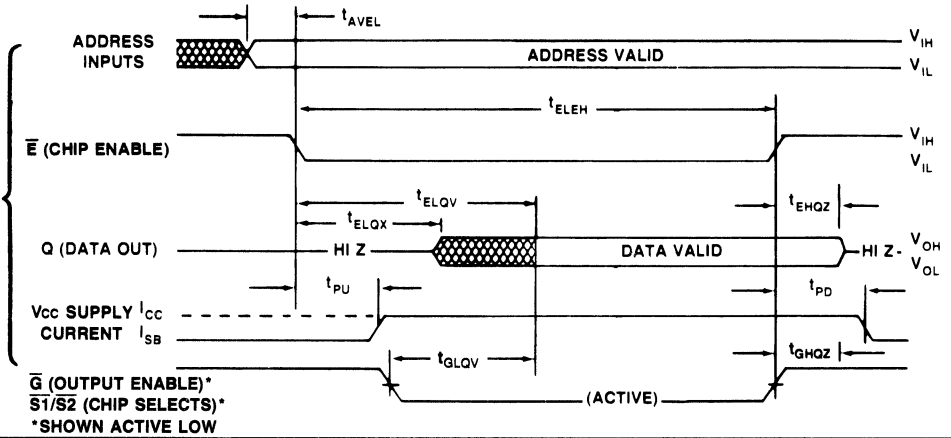 tAVEL
ADDRESS INPUTS
ADDRESS VALID
VIH
VIL
tELEH
E̅ (CHIP ENABLE)
VIH
VIL
tELQV
tELQX
tEHQZ
Q (DATA OUT)
HI Z
DATA VALID
HI Z
VOH
VOL
tPU
tPD
Vcc SUPPLY ICC
CURRENT ISB
tGLQV
tGHQZ
G̅ (OUTPUT ENABLE)*
S̅1̅/S̅2̅ (CHIP SELECTS)*
(ACTIVE)
*SHOWN ACTIVE LOW